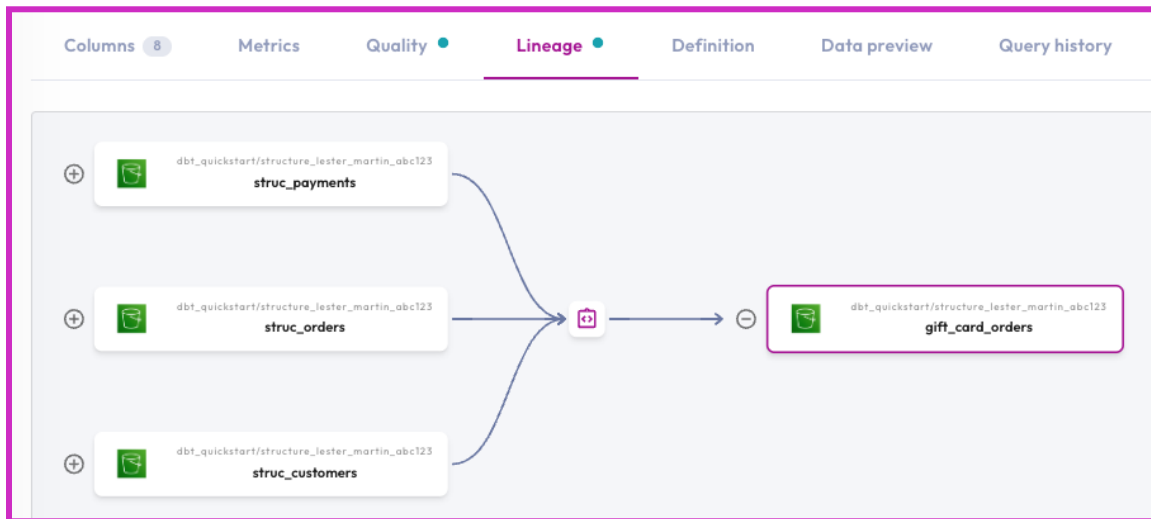 Columns 8 Metrics Quality Lineage Definition Data preview Query history
dbt_quickstart/structure_lester_martin_abc123
struc_payments
dbt_quickstart/structure_lester_martin_abc123
struc_orders
dbt_quickstart/structure_lester_martin_abc123
gift_card_orders
dbt_quickstart/structure_lester_martin_abc123
struc_customers